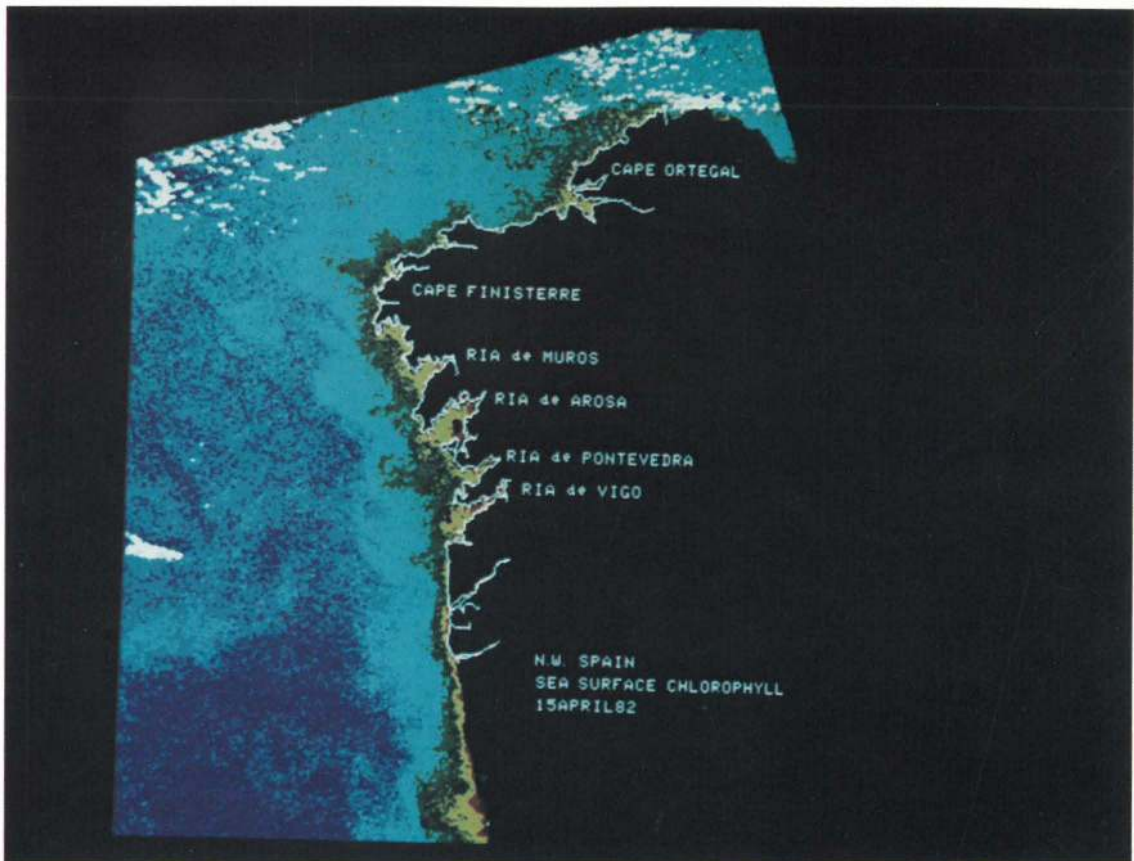 CAPE ORTEGAL
CAPE FINISTERRE
RIA de MUROS
RIA de AROSA
RIA de PONTEVEDRA
RIA de VIGO
N.W. SPAIN
SEA SURFACE CHLOROPHYLL
15APRIL82